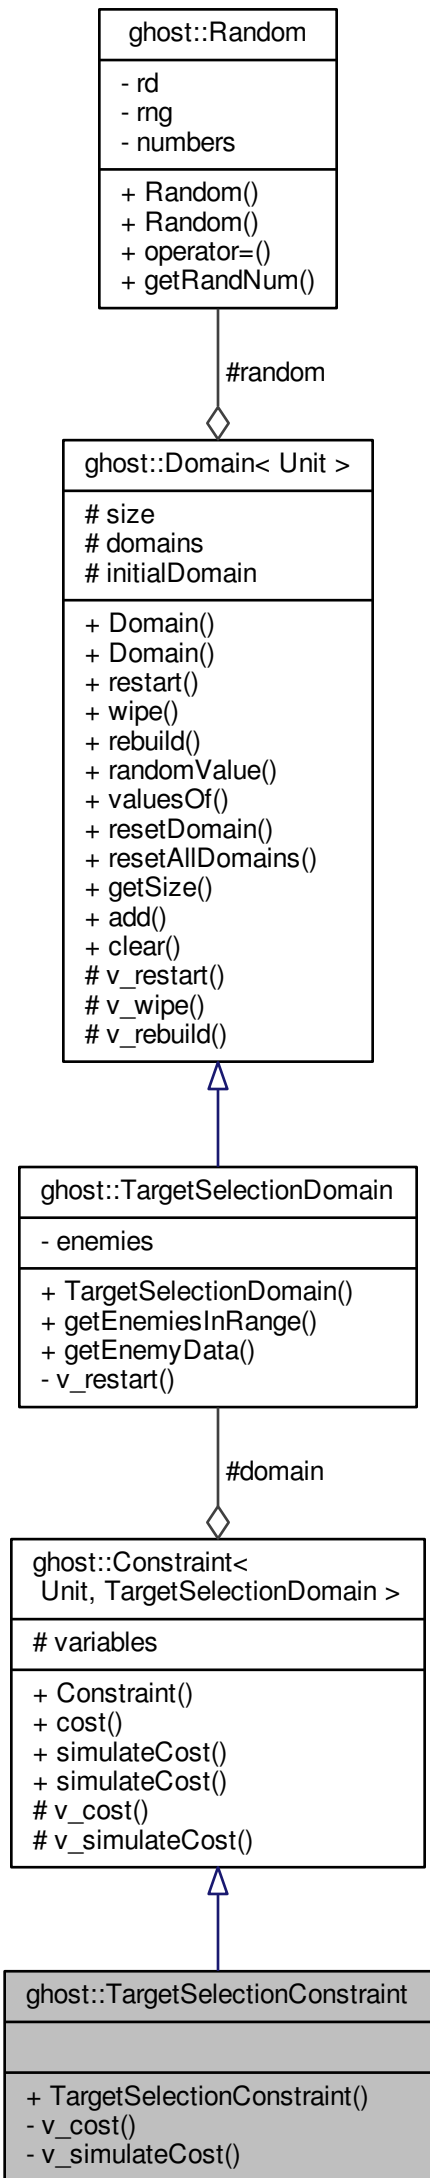 ghost::Random
- rd
- rng
- numbers
+ Random()
+ Random()
+ operator=()
+ getRandNum()
#random
ghost::Domain< Unit >
# size
# domains
# initialDomain
+ Domain()
+ Domain()
+ restart()
+ wipe()
+ rebuild()
+ randomValue()
+ valuesOf()
+ resetDomain()
+ resetAllDomains()
+ getSize()
+ add()
+ clear()
# v_restart()
# v_wipe()
# v_rebuild()
ghost::TargetSelectionDomain
- enemies
+ TargetSelectionDomain()
+ getEnemiesInRange()
+ getEnemyData()
- v_restart()
#domain
ghost::Constraint<
Unit, TargetSelectionDomain >
# variables
+ Constraint()
+ cost()
+ simulateCost()
+ simulateCost()
# v_cost()
# v_simulateCost()
ghost::TargetSelectionConstraint
+ TargetSelectionConstraint()
- v_cost()
- v_simulateCost()